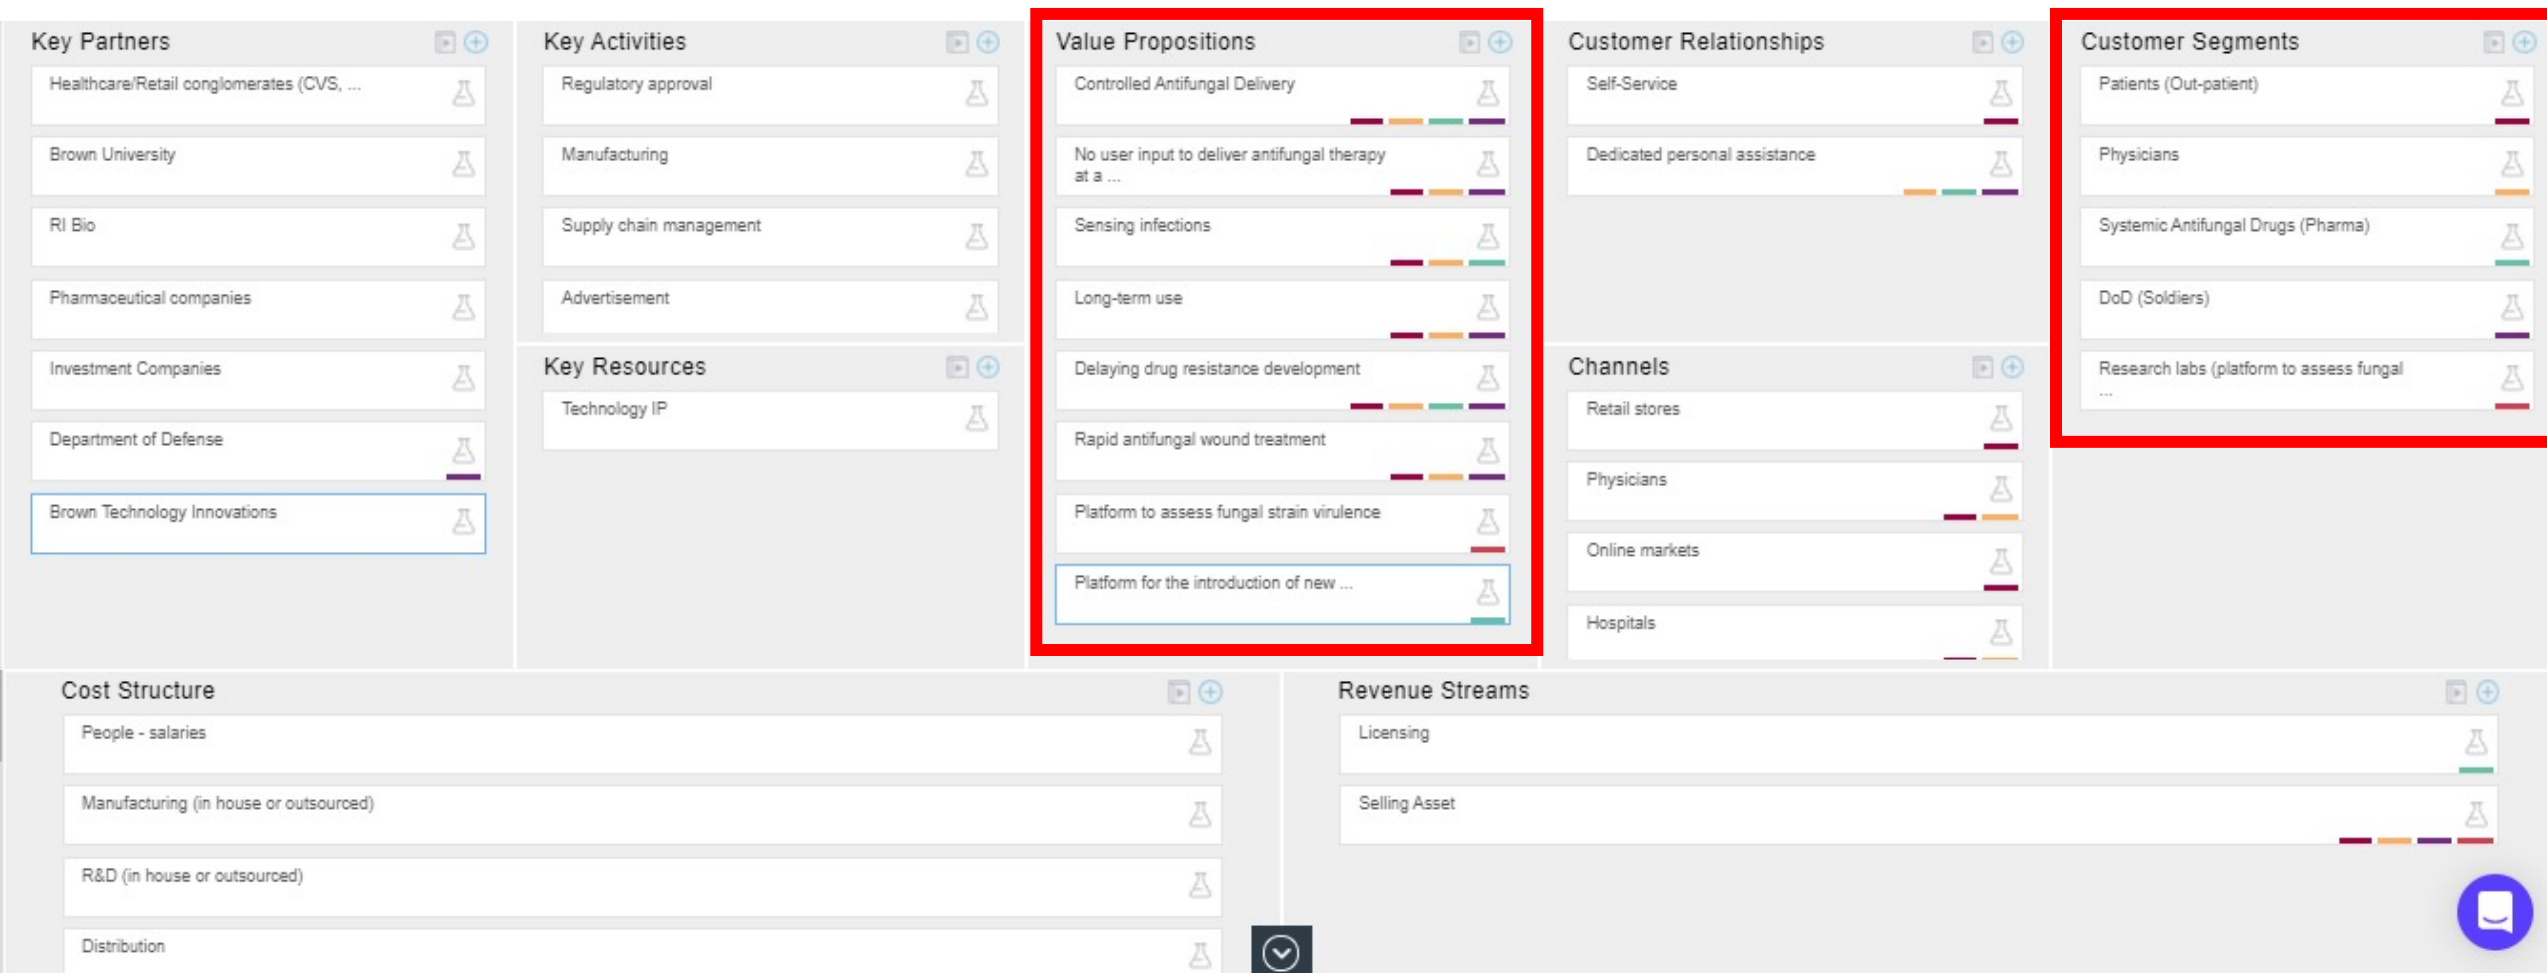 Key Partners
Healthcare/Retail conglomerates (CVS, ...
Brown University
RI Bio
Pharmaceutical companies
Investment Companies
Department of Defense
Brown Technology Innovations
Key Activities
Regulatory approval
Manufacturing
Supply chain management
Advertisement
Key Resources
Technology IP
Value Propositions
Controlled Antifungal Delivery
No user input to deliver antifungal therapy
at a ...
Sensing infections
Long-term use
Delaying drug resistance development
Rapid antifungal wound treatment
Platform to assess fungal strain virulence
Platform for the introduction of new ...
Customer Relationships
Self-Service
Dedicated personal assistance
Channels
Retail stores
Physicians
Online markets
Hospitals
Customer Segments
Patients (Out-patient)
Physicians
Systemic Antifungal Drugs (Pharma)
DoD (Soldiers)
Research labs (platform to assess fungal
...
Cost Structure
People - salaries
Manufacturing (in house or outsourced)
R&D (in house or outsourced)
Distribution
Revenue Streams
Licensing
Selling Asset